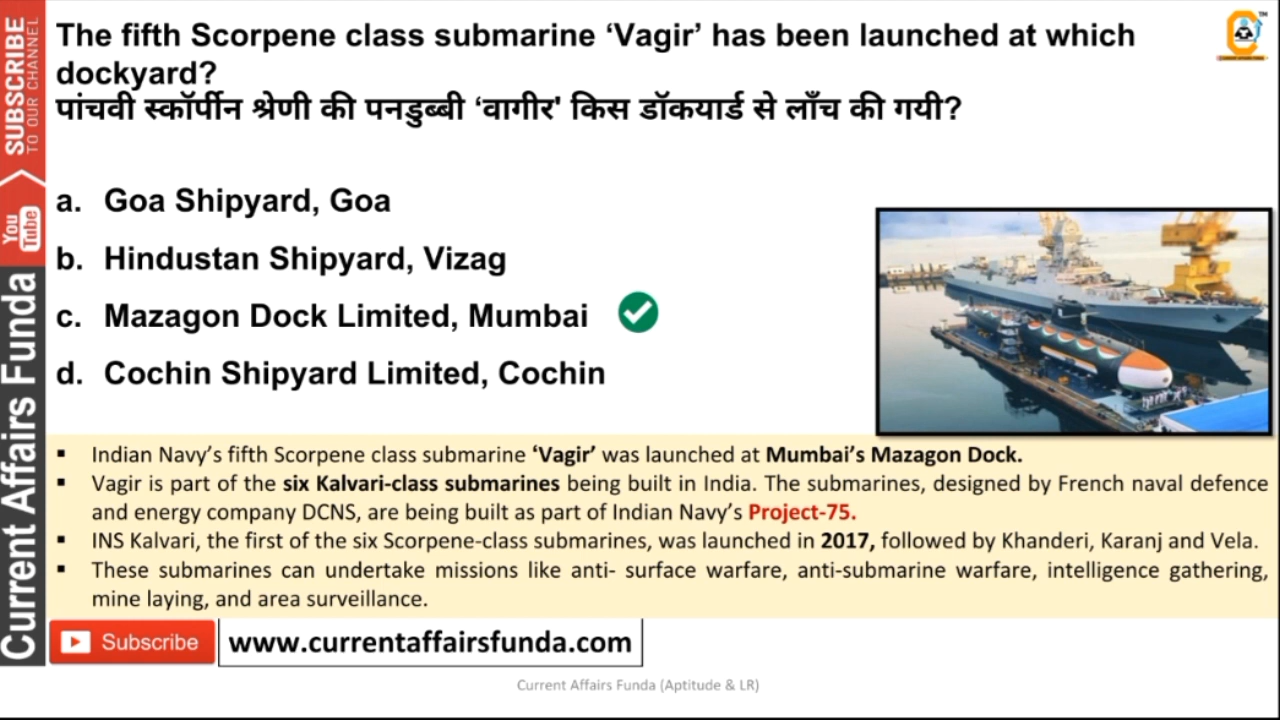 The fifth Scorpene class submarine ‘Vagir’ has been launched at which
dockyard?
पांचवी स्कॉर्पीन श्रेणी की पनडुब्बी ‘वागीर' किस डॉकयार्ड से लॉंच की गयी?
a. Goa Shipyard, Goa
b. Hindustan Shipyard, Vizag
c. Mazagon Dock Limited, Mumbai
d. Cochin Shipyard Limited, Cochin
▪ Indian Navy’s fifth Scorpene class submarine ‘Vagir’ was launched at Mumbai’s Mazagon Dock.
▪ Vagir is part of the six Kalvari-class submarines being built in India. The submarines, designed by French naval defence
and energy company DCNS, are being built as part of Indian Navy’s Project-75.
▪ INS Kalvari, the first of the six Scorpene-class submarines, was launched in 2017, followed by Khanderi, Karanj and Vela.
▪ These submarines can undertake missions like anti- surface warfare, anti-submarine warfare, intelligence gathering,
mine laying, and area surveillance.
Subscribe
www.currentaffairsfunda.com
Current Affairs Funda (Aptitude & LR)
SUBSCRIBE
TO OUR CHANNEL
You
Tube
Current Affairs Funda
TM